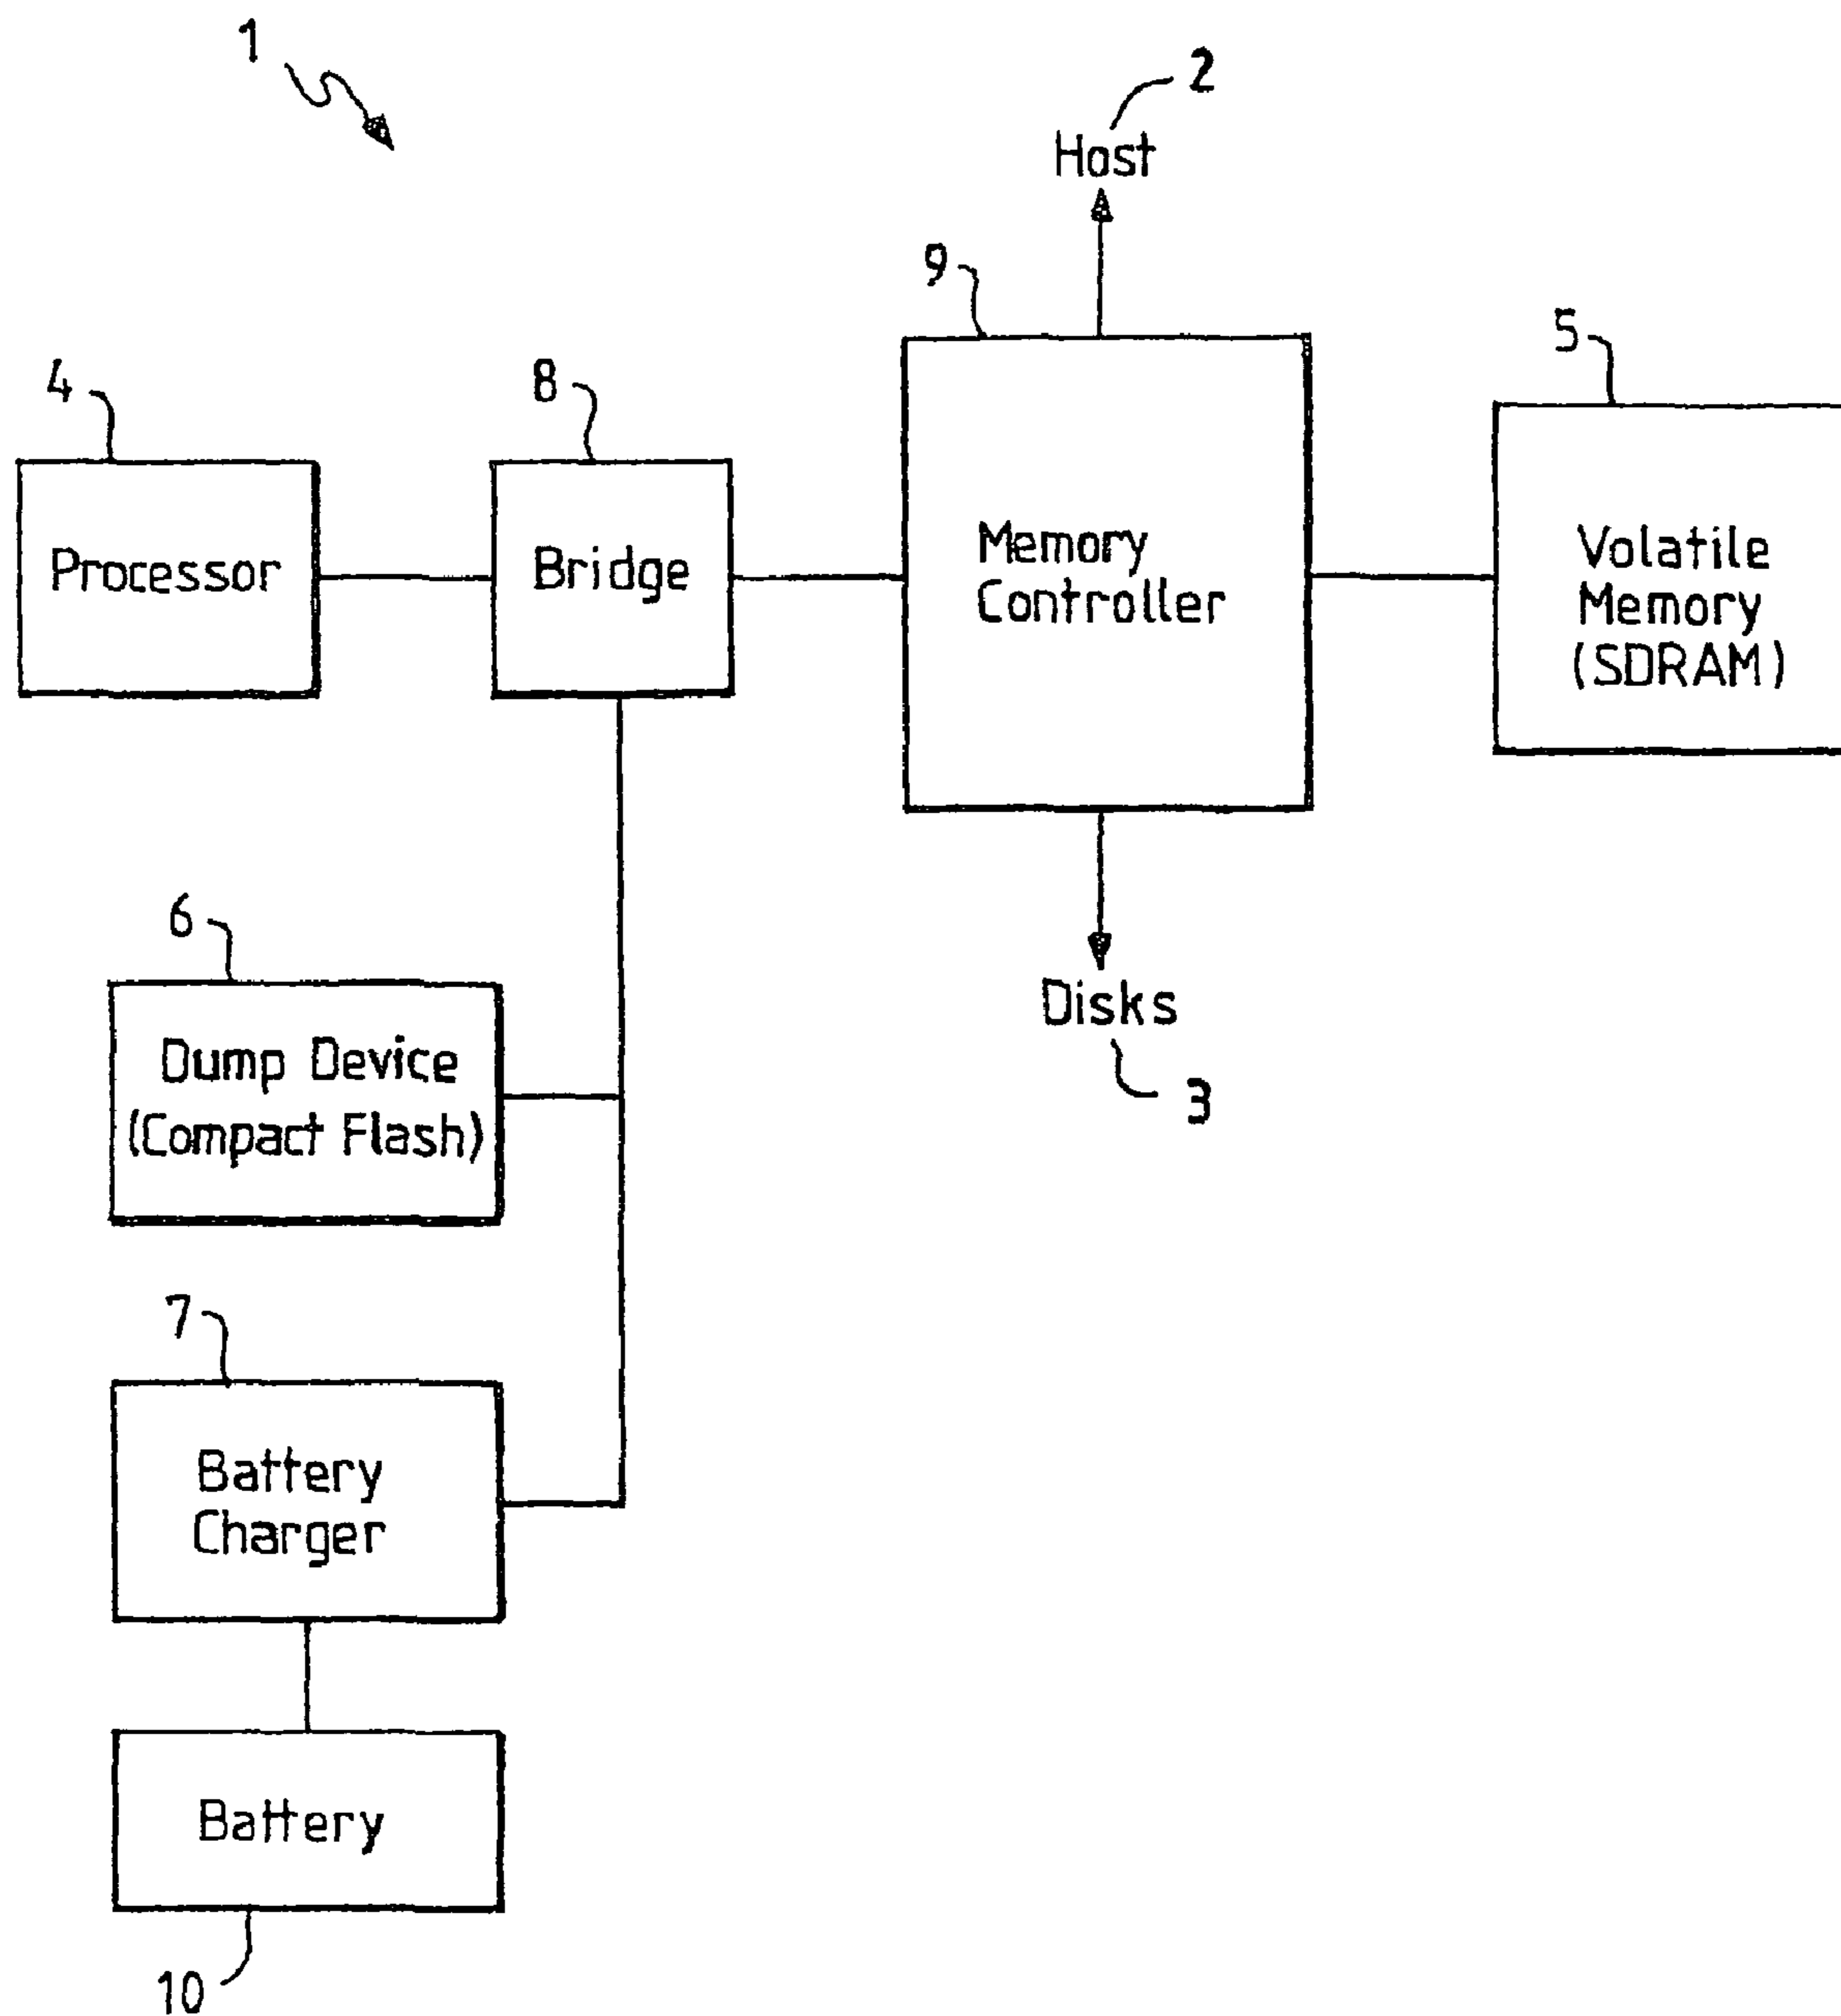 1
2
Host
9
5
4
8
Processor
Bridge
Memory
Controller
Volatile
Memory
(SDRAM)
6
Dump Device
(Compact Flash)
Disks
3
7
Battery
Charger
Battery
10